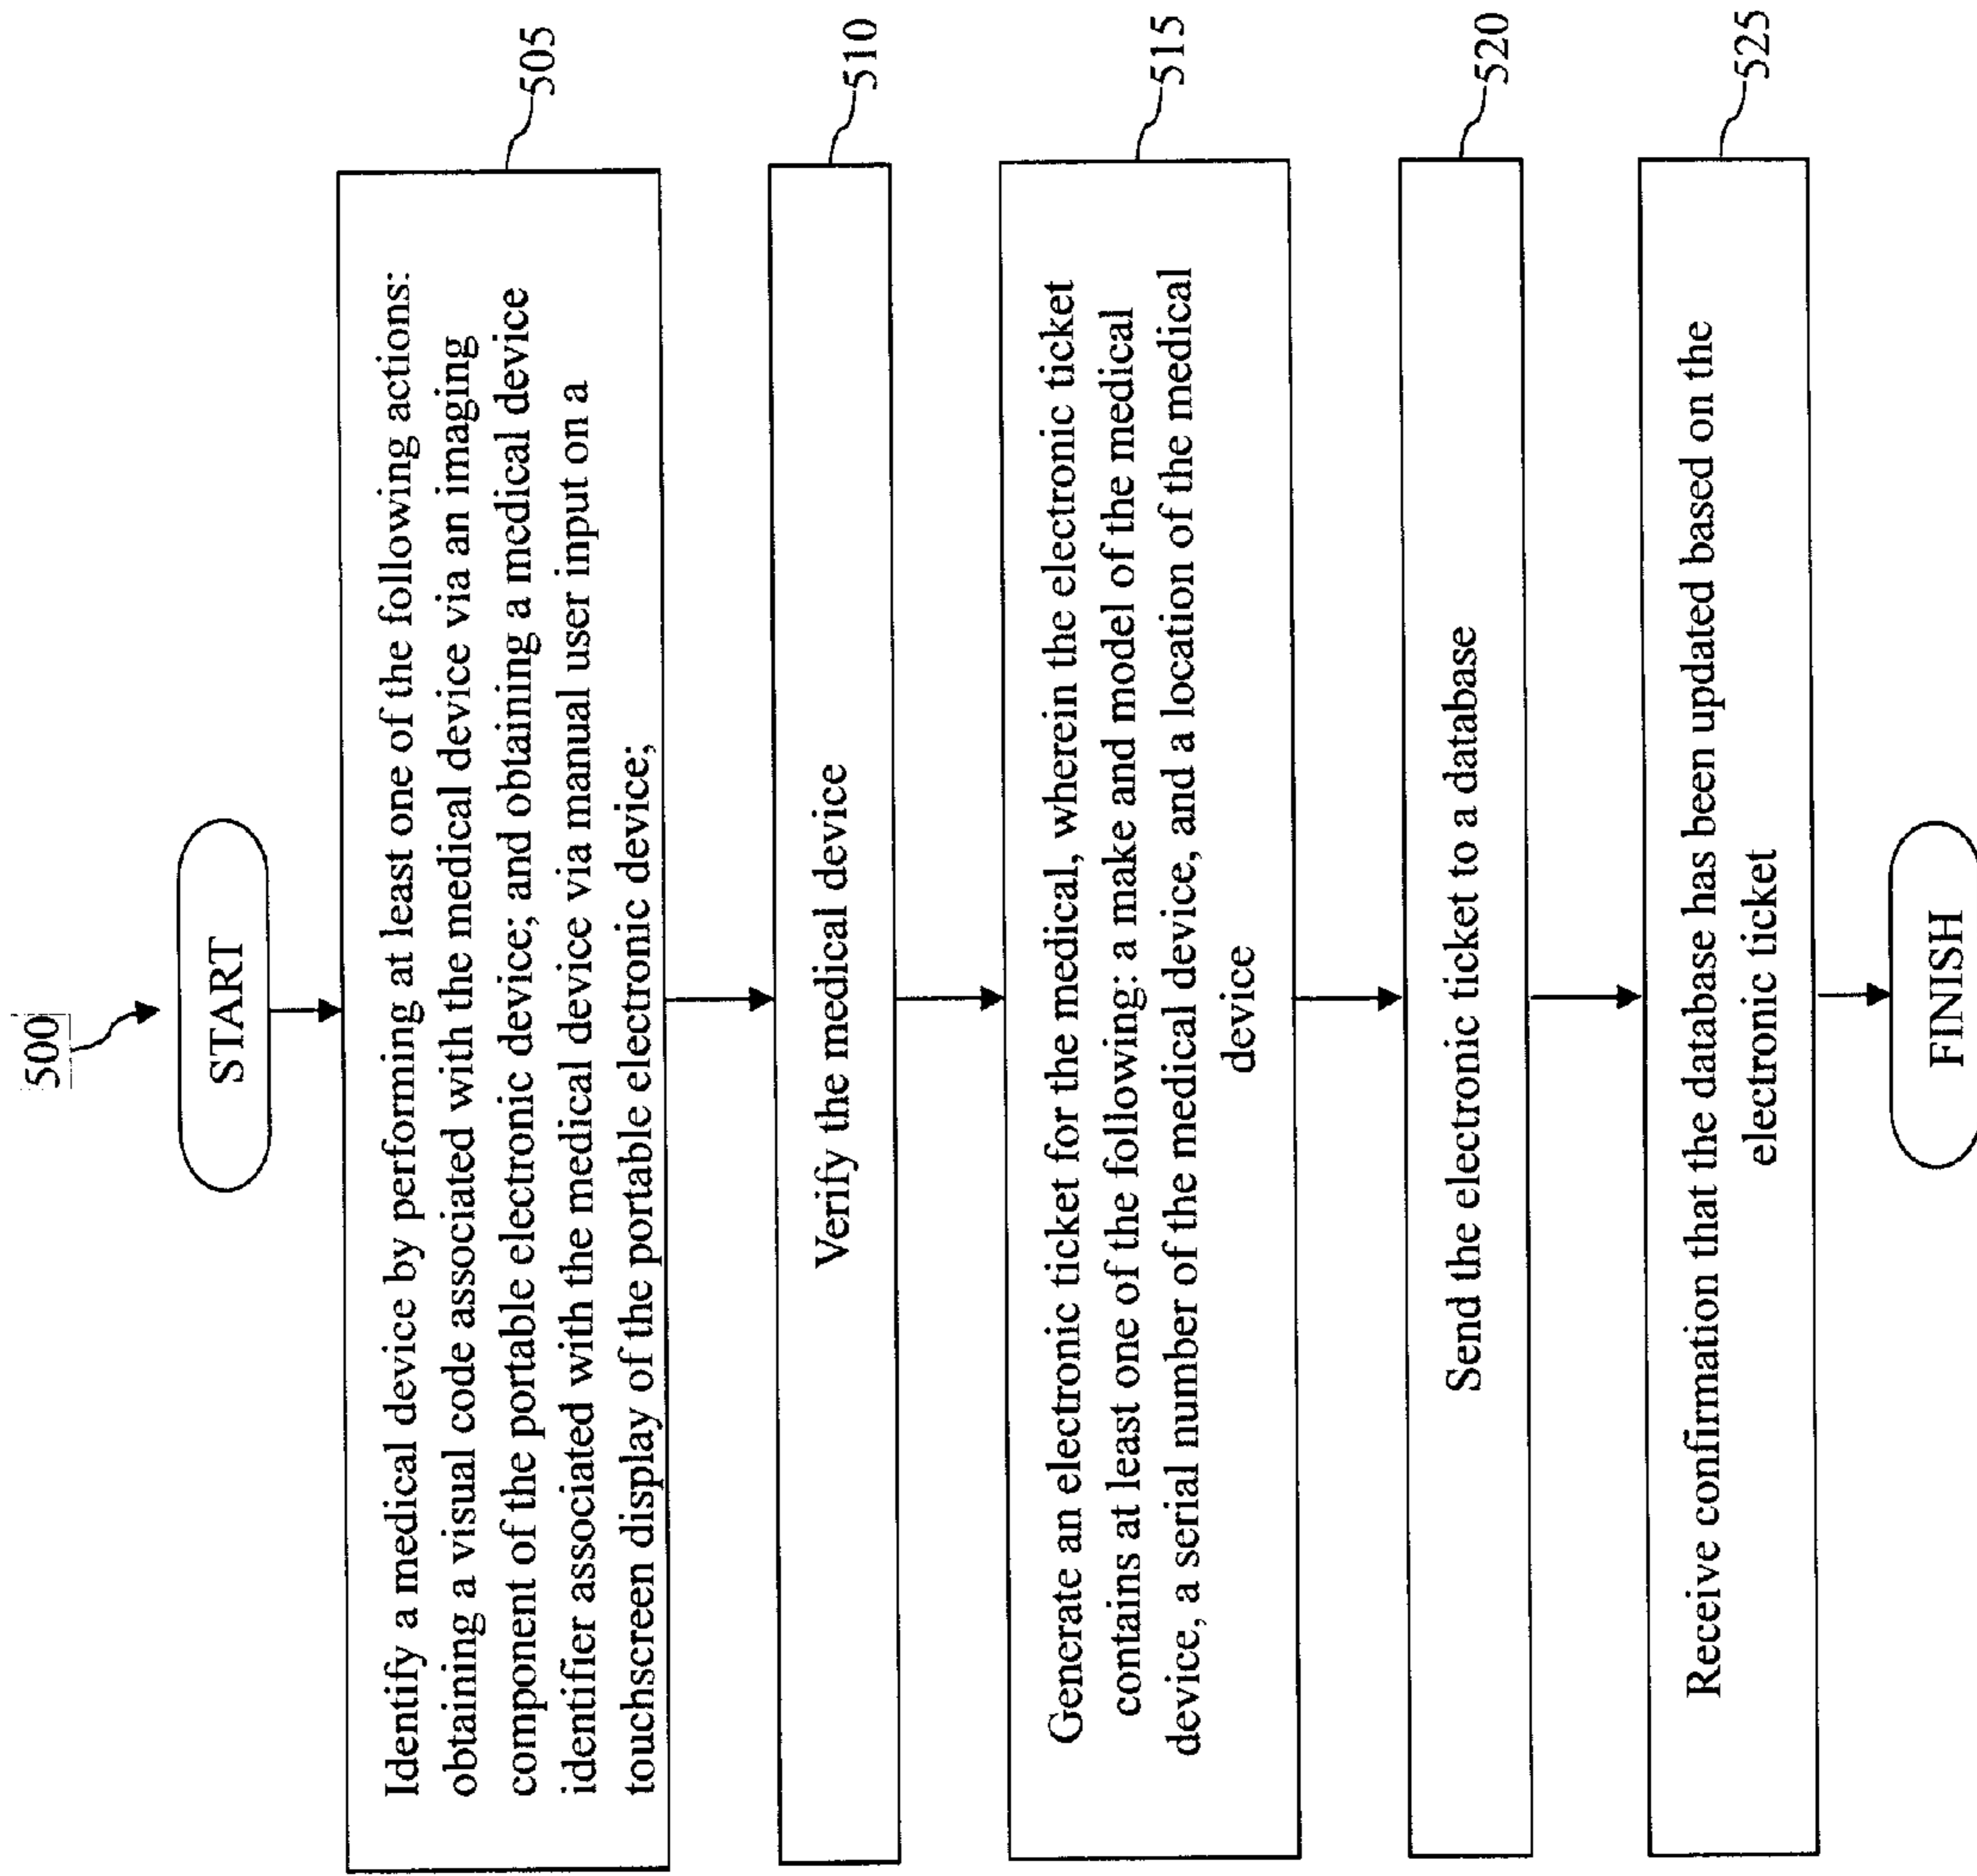 500
START
Identify a medical device by performing at least one of the following actions:
obtaining a visual code associated with the medical device via an imaging
component of the portable electronic device; and obtaining a medical device
identifier associated with the medical device via manual user input on a
touchscreen display of the portable electronic device;
505
Verify the medical device
510
Generate an electronic ticket for the medical, wherein the electronic ticket
contains at least one of the following: a make and model of the medical
device, a serial number of the medical device, and a location of the medical
device
515
Send the electronic ticket to a database
520
Receive confirmation that the database has been updated based on the
electronic ticket
525
FINISH